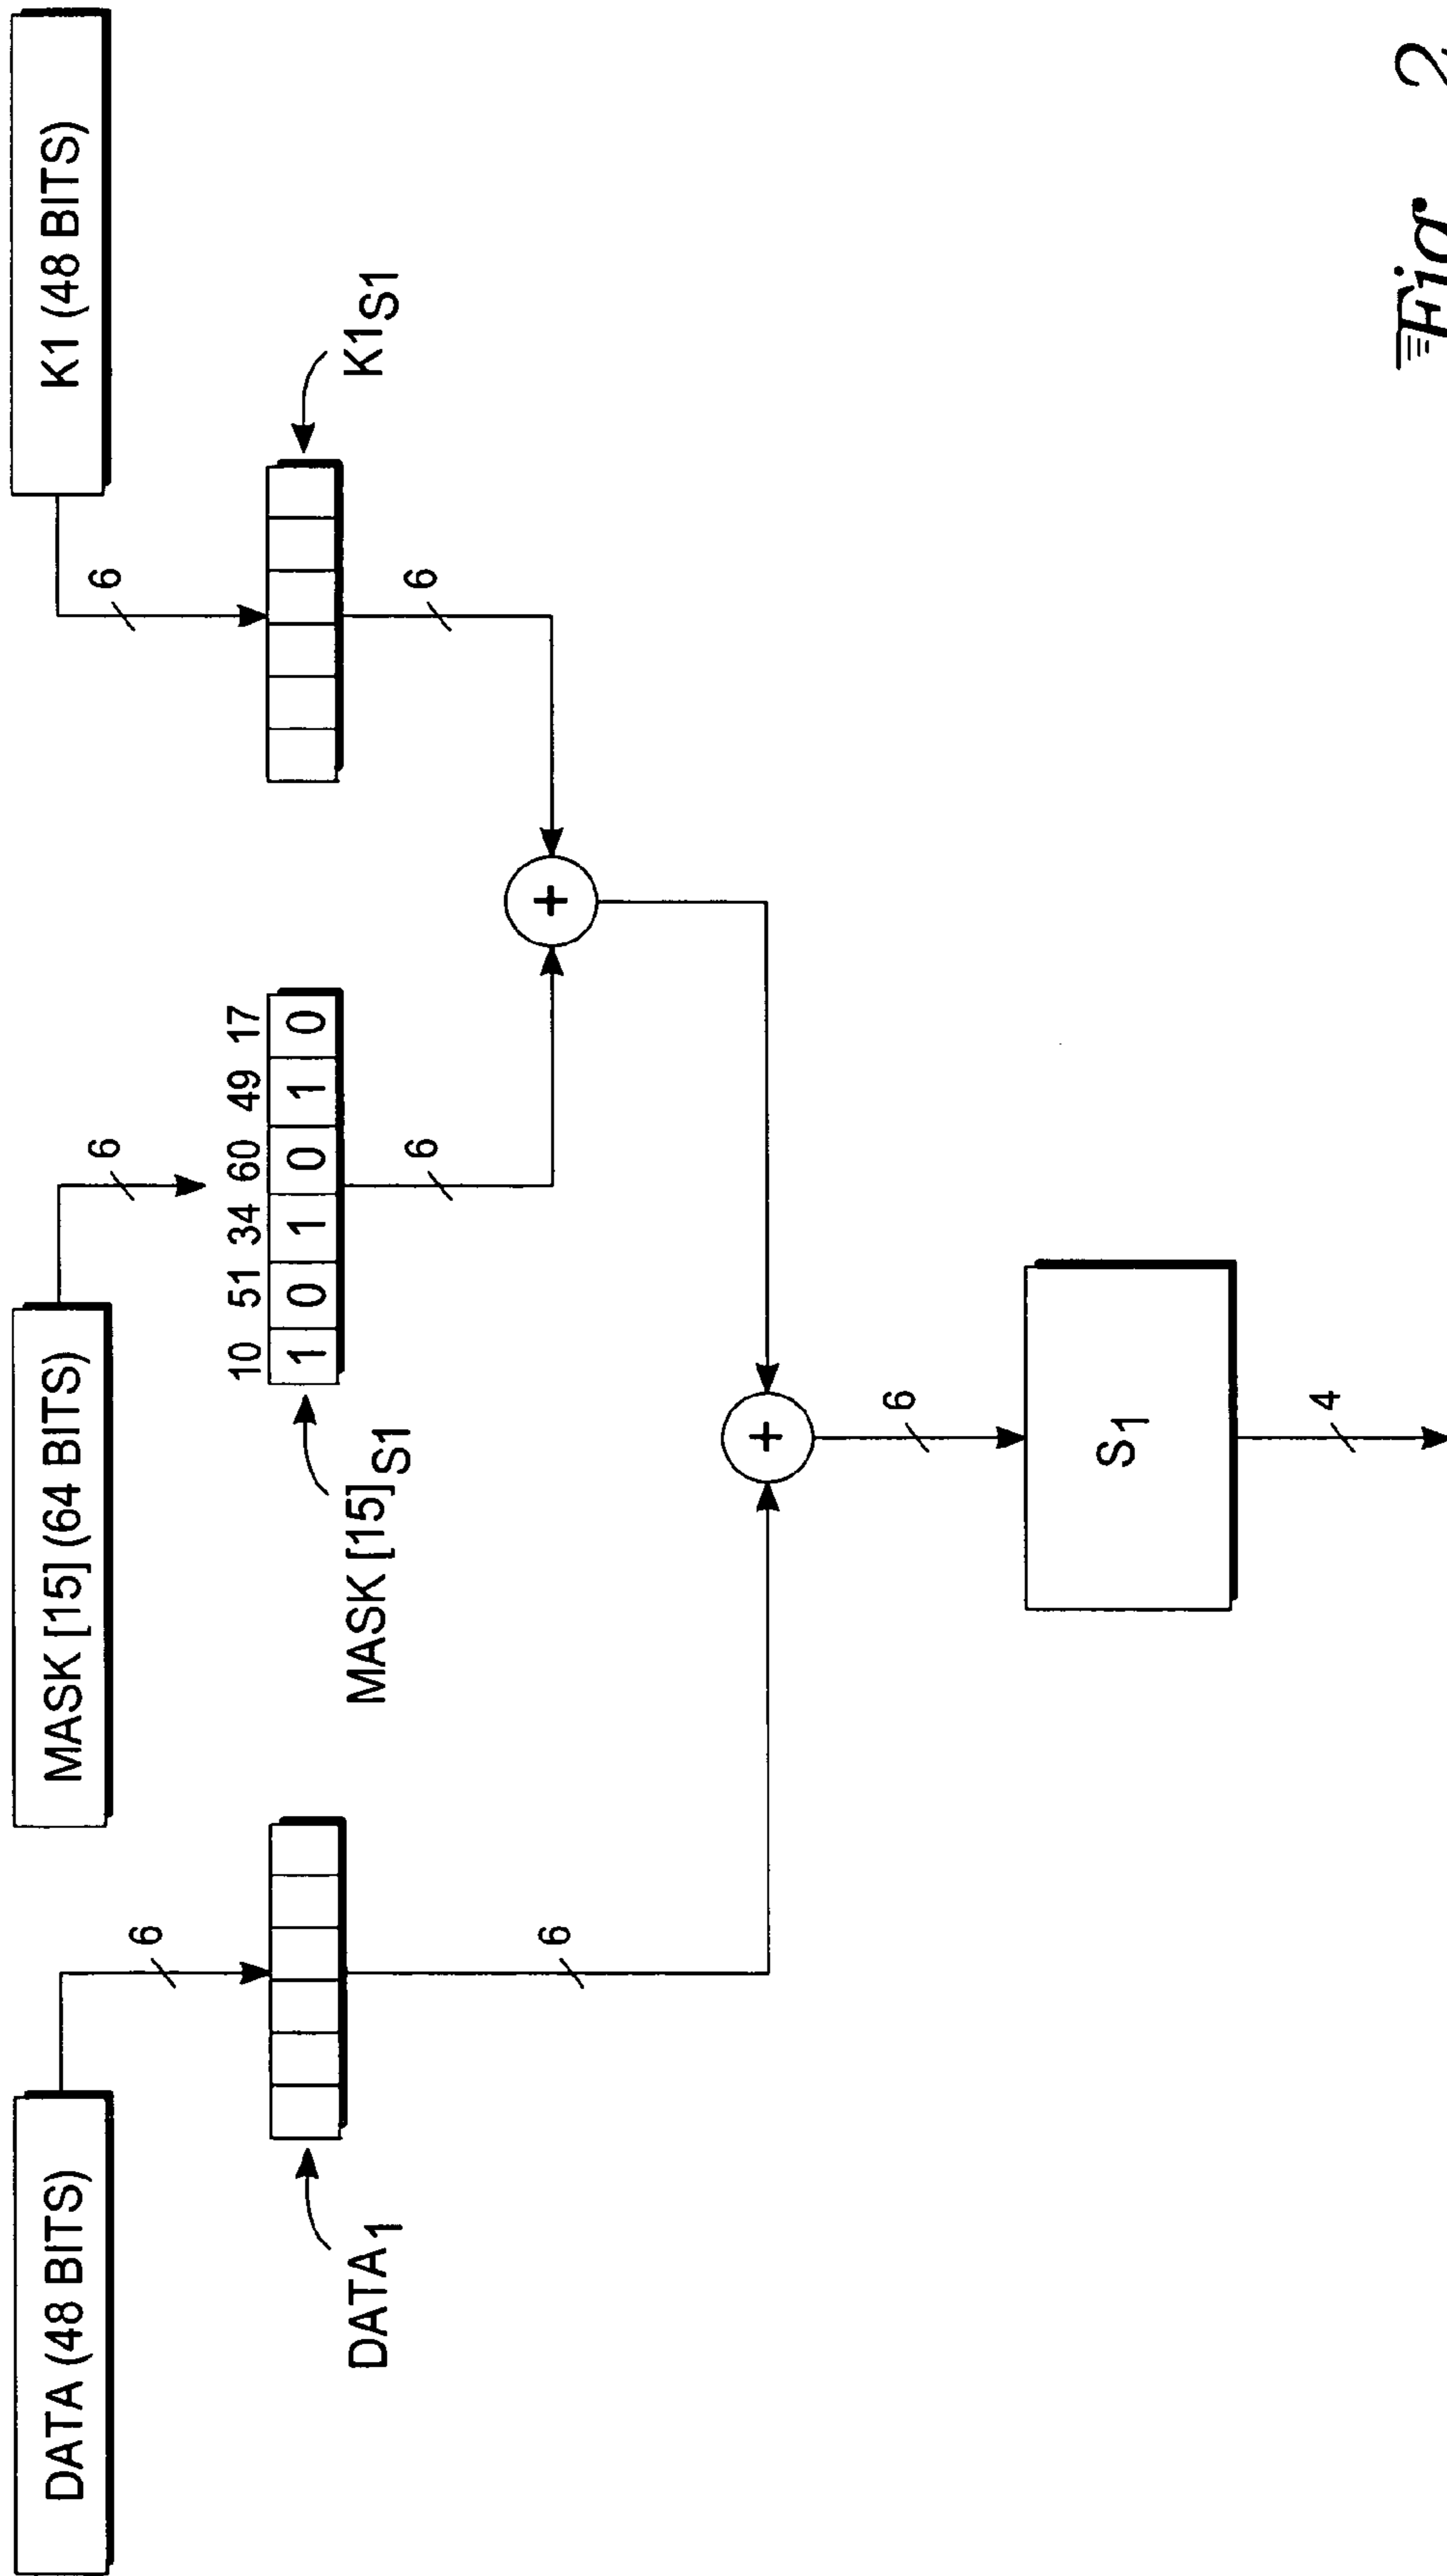 DATA (48 BITS)
MASK [15] (64 BITS)
K1 (48 BITS)
6
6
6
10 51 34 60 49 17
1 0 1 0 1 0
DATA1
MASK [15]S1
K1S1
6
6
6
+
+
6
S1
4
Fig. 2